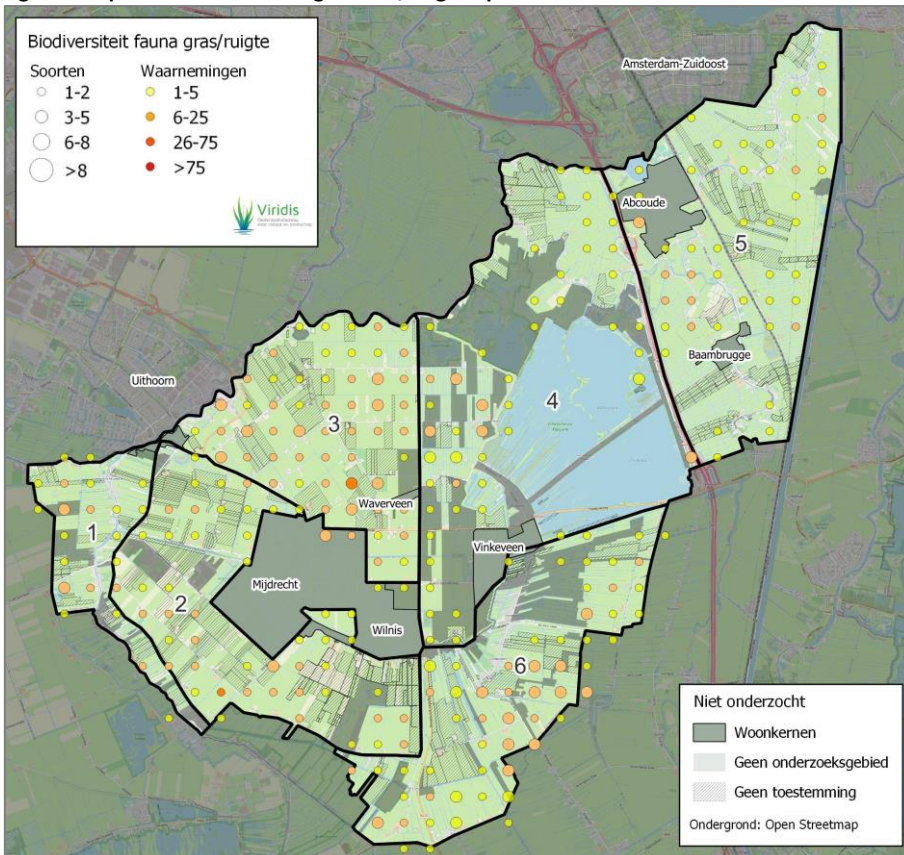 Biodiversiteit fauna gras/ruigte
Soorten Waarnemingen
1-2 1-5
3-5 6-25
6-8 26-75
>8 >75
Viridis
Amsterdam-Zuidoost
Abcoude
5
Baambrugge
Uithoorn
4
3
Waverveen
1
Vinkeveen
Mijdrecht
2
Wilnis
6
Niet onderzocht
Woonkernen
Geen onderzoeksgebied
Geen toestemming
Ondergrond: Open Streetmap